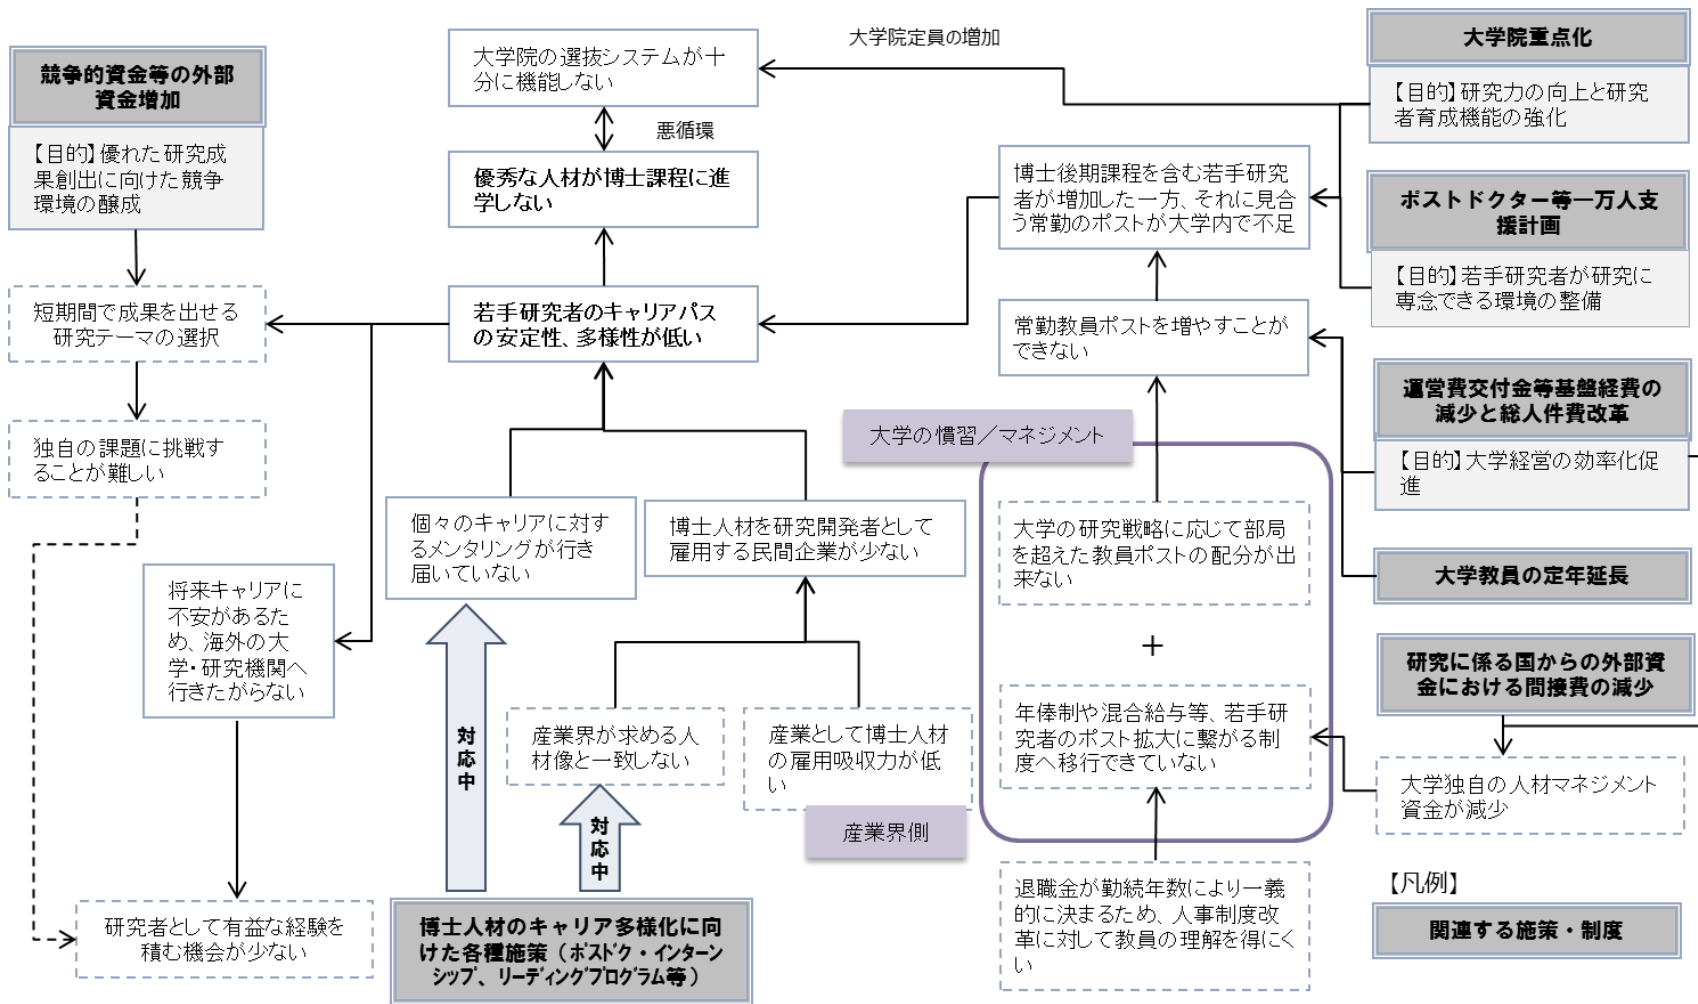 競争的資金等の外部
資金増加
【目的】優れた研究成
果創出に向けた競争
環境の醸成
短期間で成果を出せる
研究テーマの選択
独自の課題に挑戦す
ることが難しい
将来キャリアに
不安があるた
め、海外の大
学・研究機関へ
行きたがらない
研究者として有益な経験を
積む機会が少ない
大学院の選抜システムが十
分に機能しない
悪循環
優秀な人材が博士課程に進
学しない
若手研究者のキャリアパス
の安定性、多様性が低い
個々のキャリアに対す
るメンタリングが行き
届いていない
博士人材を研究開発者として
雇用する民間企業が少ない
産業界が求める人
材像と一致しない
産業として博士人材
の雇用吸収力が低
い
産業界側
対応中
対応中
博士人材のキャリア多様化に向
けた各種施策（ポスドク・インターン
シップ、リーディングプログラム等）
大学院定員の増加
博士後期課程を含む若手研究
者が増加した一方、それに見合
う常勤のポストが大学内で不足
常勤教員ポストを増やすことが
できない
大学の慣習／マネジメント
大学の研究戦略に応じて部局
を超えた教員ポストの配分が出
来ない
+
年俸制や混合給与等、若手研
究者のポスト拡大に繋がる制
度へ移行できていない
退職金が勤続年数により一義
的に決まるため、人事制度改
革に対して教員の理解を得にく
い
大学院重点化
【目的】研究力の向上と研究
者育成機能の強化
ポストドクター等一万人支
援計画
【目的】若手研究者が研究に
専念できる環境の整備
運営費交付金等基盤経費の
減少と総人件費改革
【目的】大学経営の効率化促
進
大学教員の定年延長
研究に係る国からの外部資
金における間接費の減少
大学独自の人材マネジメント
資金が減少
【凡例】
関連する施策・制度